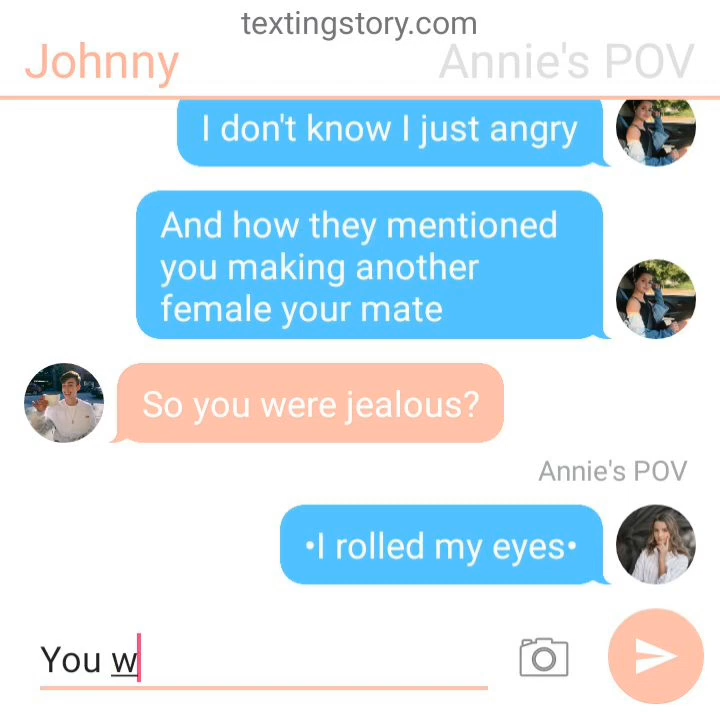 textingstory.com
Johnny
Annie's POV
I don't know I just angry
And how they mentioned
you making another
female your mate
So you were jealous?
Annie's POV
•I rolled my eyes•
You w